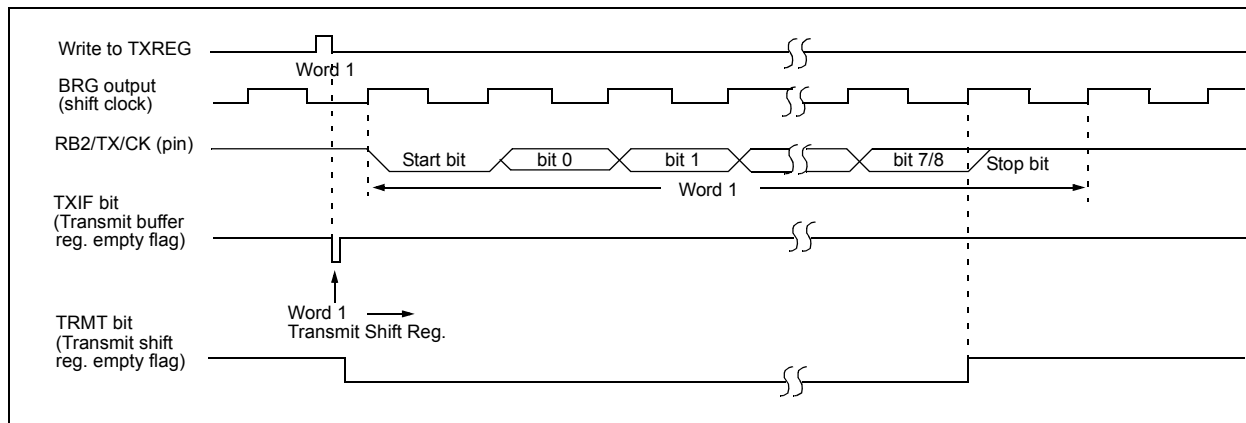 Write to TXREG
Word 1
BRG output
(shift clock)
RB2/TX/CK (pin)
Start bit
bit 0
bit 1
bit 7/8
Stop bit
Word 1
TXIF bit
(Transmit buffer
reg. empty flag)
Word 1
Transmit Shift Reg.
TRMT bit
(Transmit shift
reg. empty flag)